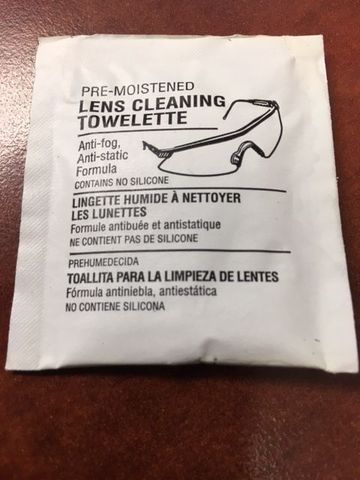 PRE-MOISTENED
LENS CLEANING
TOWELETTE
Anti-fog,
Anti-static
Formula
CONTAINS NO SILICONE
LINGETTE HUMIDE À NETTOYER
LES LUNETTES
Formule antibuée et antistatique
NE CONTIENT PAS DE SILICONE
PREHUMEDECIDA
TOALLITA PARA LA LIMPIEZA DE LENTES
Fórmula antiniebla, antiestática
NO CONTIENE SILICONA